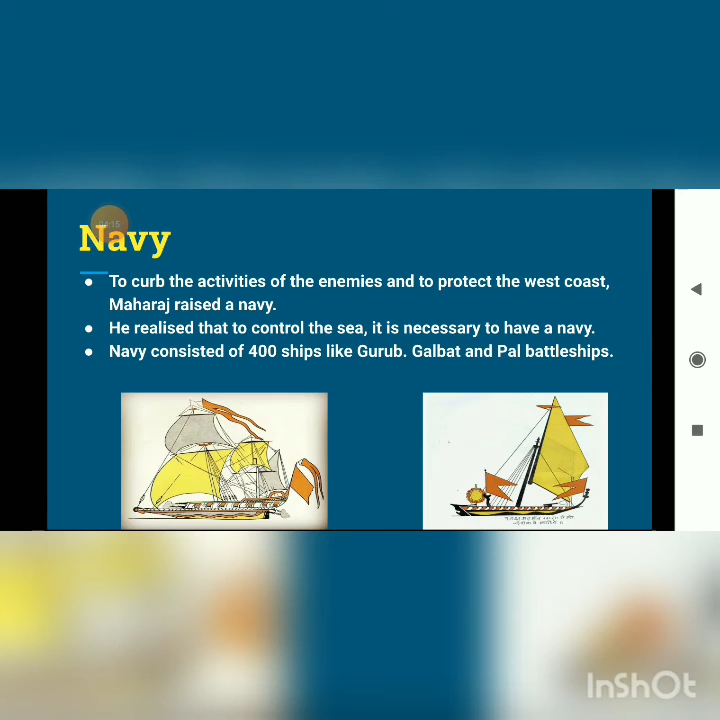 Navy
To curb the activities of the enemies and to protect the west coast,
Maharaj raised a navy.
He realised that to control the sea, it is necessary to have a navy.
Navy consisted of 400 ships like Gurub. Galbat and Pal battleships.
InShOt